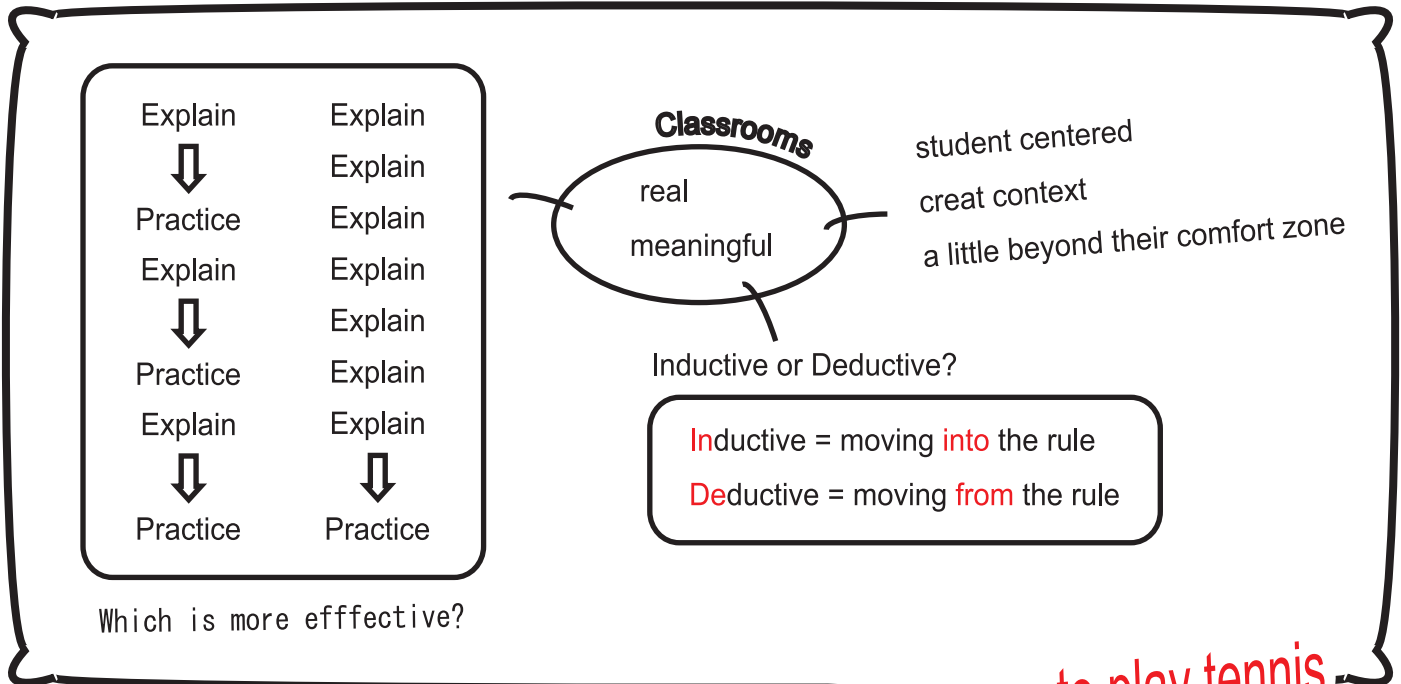 Explain
Practice
Explain
Practice
Explain
Practice
Explain
Explain
Explain
Explain
Explain
Explain
Explain
Practice
Which is more efffective?
Classrooms
real
meaningful
student centered
creat context
a little beyond their comfort zone
Inductive or Deductive?
Inductive = moving into the rule
Deductive = moving from the rule
to play tennis